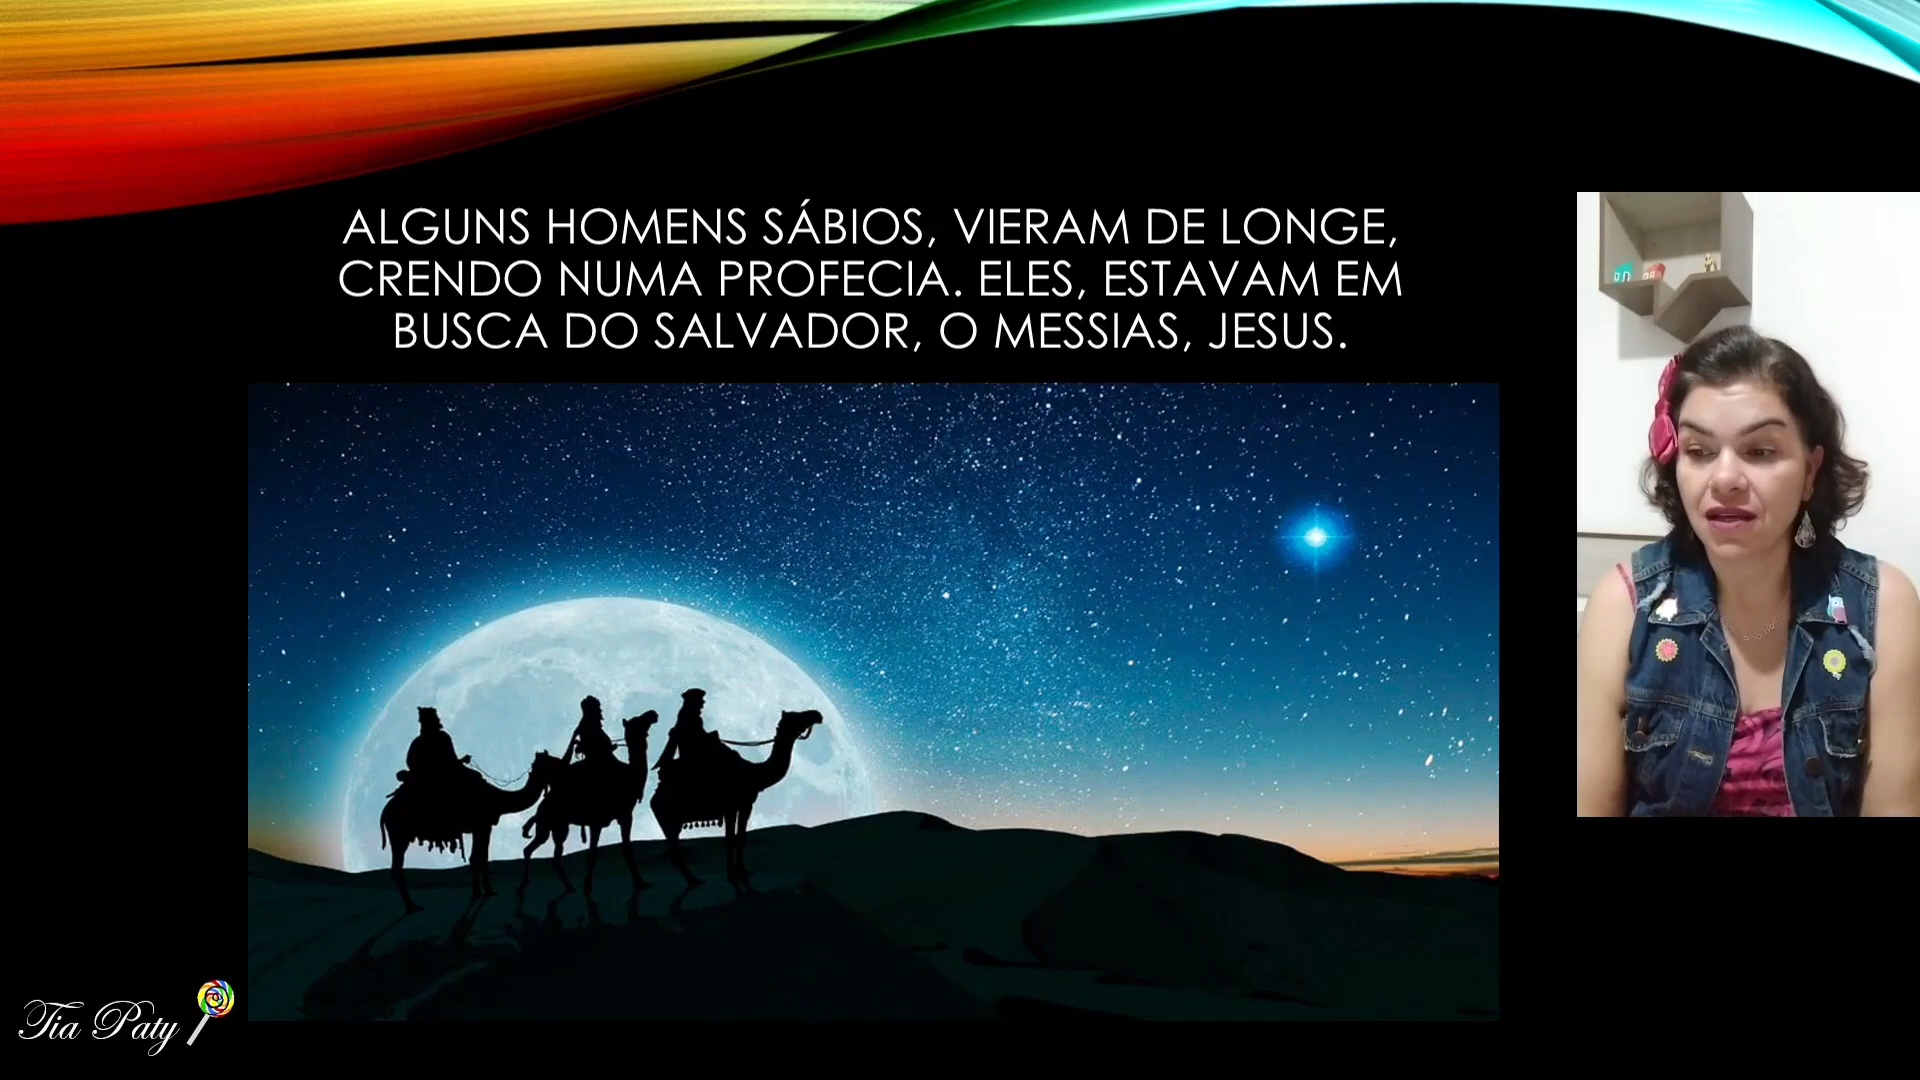 ALGUNS HOMENS SÁBIOS, VIERAM DE LONGE,
CRENDO NUMA PROFECIA. ELES, ESTAVAM EM
BUSCA DO SALVADOR, O MESSIAS, JESUS.
Tia Paty